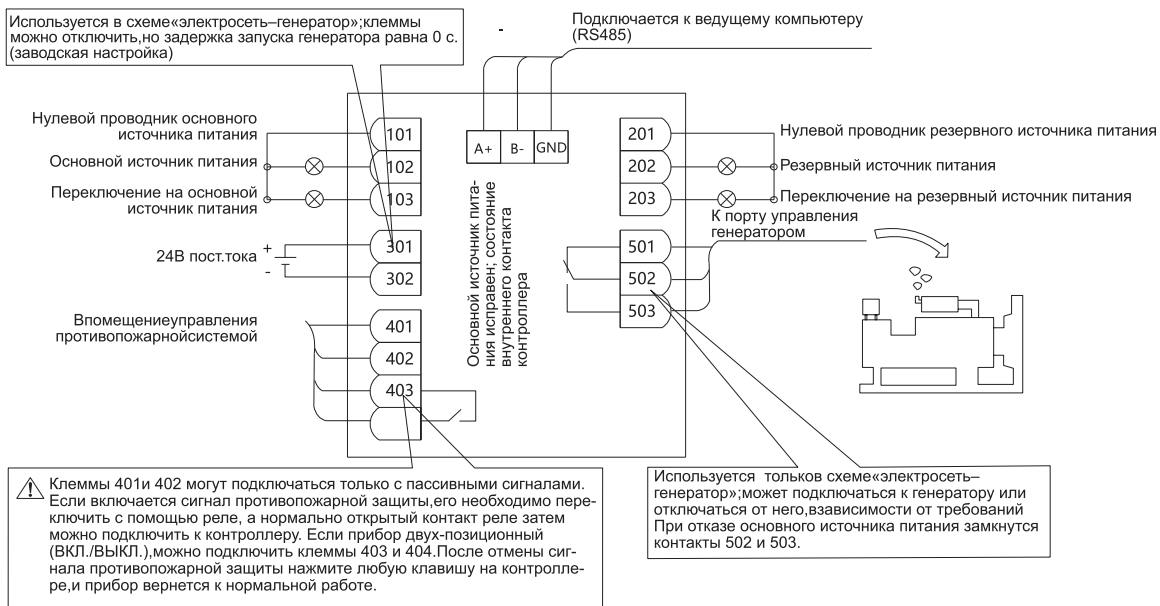 Используется в схеме«электросеть–генератор»;клеммы
можно отключить,но задержка запуска генератора равна 0 с.
(заводская настройка)
-
Подключается к ведущему компьютеру
(RS485)
Нулевой проводник основного
источника питания
Основной источник питания
Переключение на основной
источник питания
24В пост.тока
+
-
Впомещениеуправления
противопожарнойсистемой
101
102
103
301
302
401
402
403
A+
B-
GND
Основной источник пита-
ния исправен; состояние
внутреннего контакта
контроллера
201
202
203
501
502
503
Нулевой проводник резервного источника питания
Резервный источник питания
Переключение на резервный источник питания
К порту управления
генератором
Клеммы 401и 402 могут подключаться только с пассивными сигналами.
Если включается сигнал противопожарной защиты,его необходимо пере-
ключить с помощью реле, а нормально открытый контакт реле затем
можно подключить к контроллеру. Если прибор двух-позиционный
(ВКЛ./ВЫКЛ.),можно подключить клеммы 403 и 404.После отмены сиг-
нала противопожарной защиты нажмите любую клавишу на контролле-
ре,и прибор вернется к нормальной работе.
Используется тольков схеме«электросеть–
генератор»;может подключаться к генератору или
отключаться от него,взависимости от требований
При отказе основного источника питания замкнутся
контакты 502 и 503.